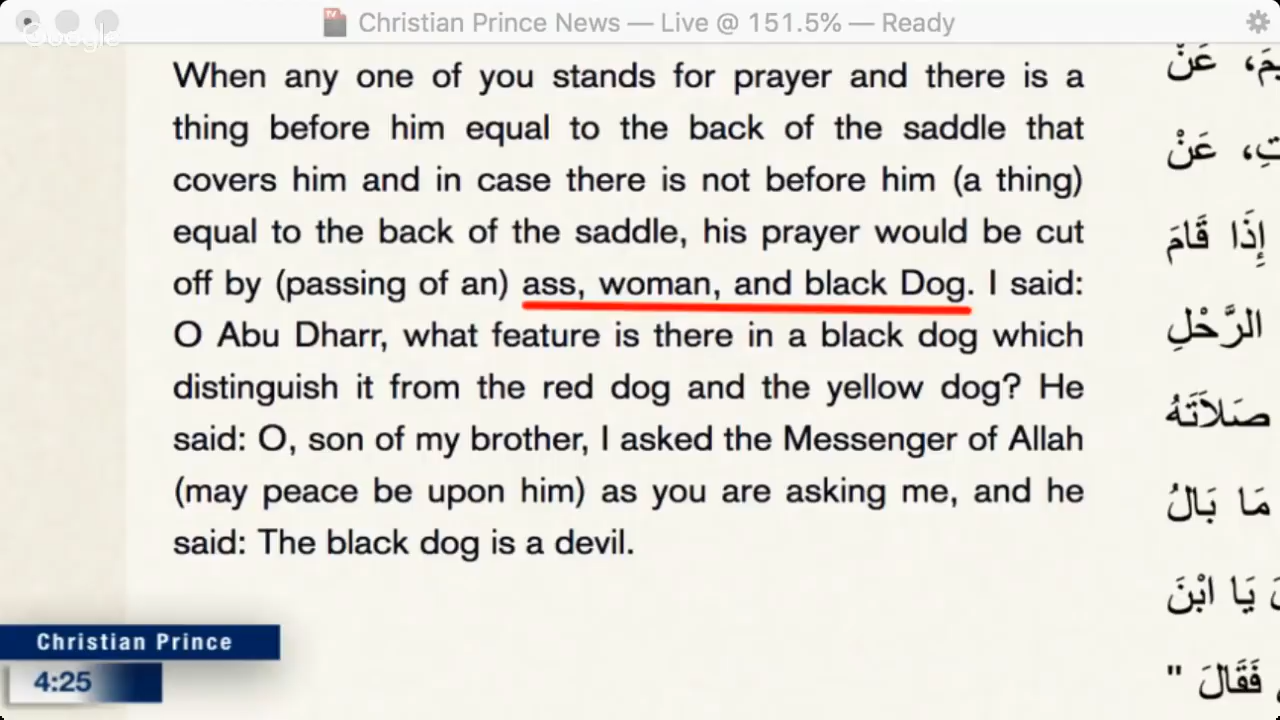 Christian Prince News — Live @ 151.5% — Ready
Google
When any one of you stands for prayer and there is a
thing before him equal to the back of the saddle that
covers him and in case there is not before him (a thing)
equal to the back of the saddle, his prayer would be cut
off by (passing of an) ass, woman, and black Dog. I said:
O Abu Dharr, what feature is there in a black dog which
distinguish it from the red dog and the yellow dog? He
said: O, son of my brother, I asked the Messenger of Allah
(may peace be upon him) as you are asking me, and he
said: The black dog is a devil.
عَنْ
عَنْ
إِذَا قَامَ
الرَّحْلِ
صَلاَتَهُ
مَا بَالُ
يَا ابْنَ
فَقَالَ "
Christian Prince
4:25